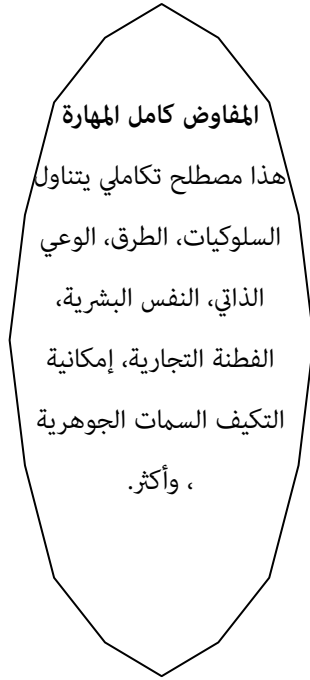 المفاوض كامل المهارة
هذا مصطلح تكاملي يتناول
السلوكيات، الطرق، الوعي
الذاتي، النفس البشرية،
الفطنة التجارية، إمكانية
التكيف السمات الجوهرية
، وأكثر.